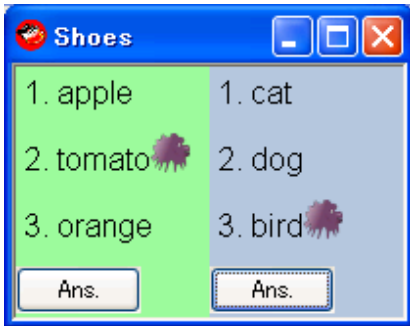 Shoes
1. apple
2. tomato
3. orange
Ans.
1. cat
2. dog
3. bird
Ans.